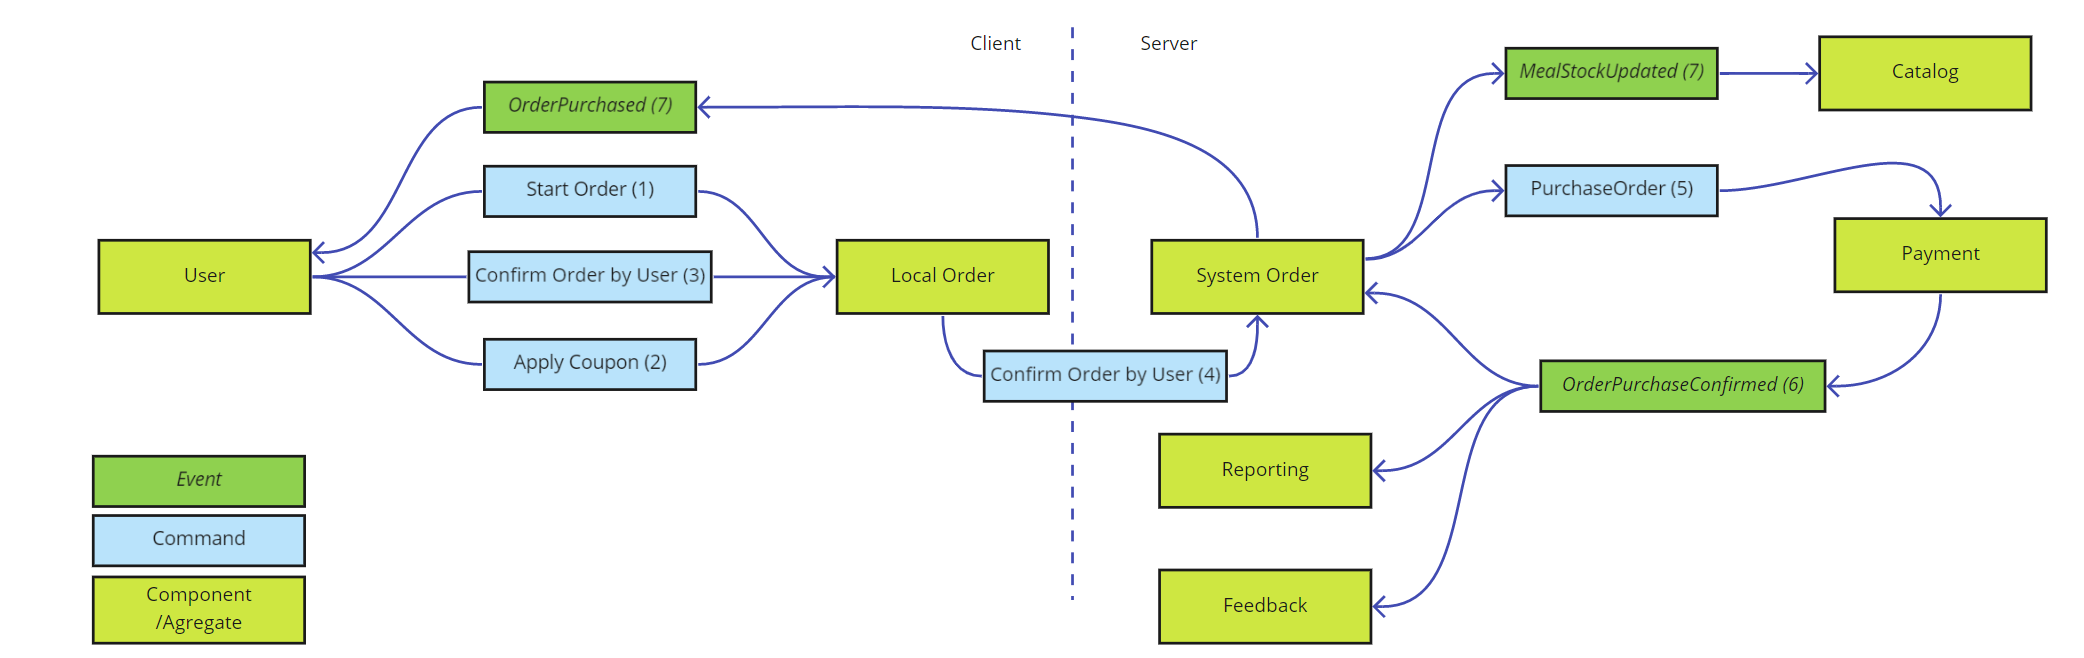 Client
Server
MealStockUpdated (7)
Catalog
OrderPurchased (7)
Start Order (1)
PurchaseOrder (5)
User
Confirm Order by User (3)
Local Order
System Order
Payment
Apply Coupon (2)
Confirm Order by User (4)
OrderPurchaseConfirmed (6)
Reporting
Event
Command
Component
/Agregate
Feedback